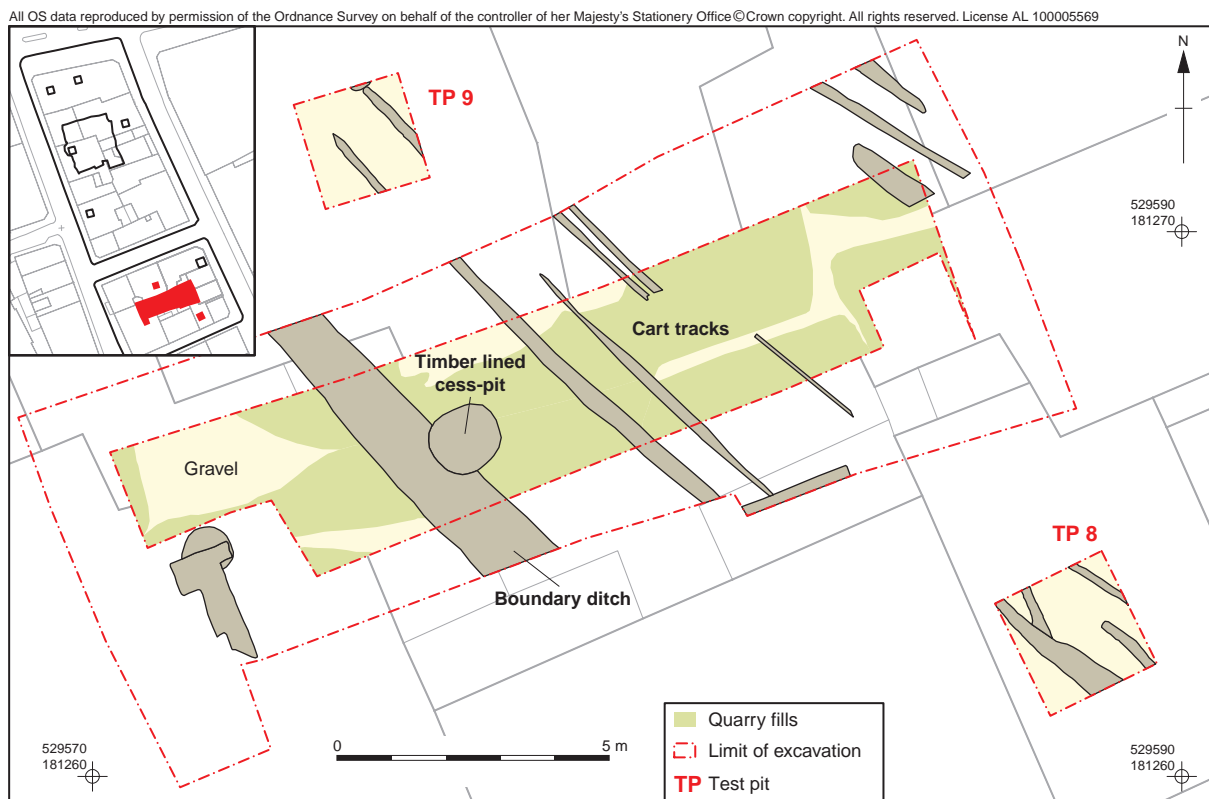 All OS data reproduced by permission of the Ordnance Survey on behalf of the controller of her Majesty's Stationery Office © Crown copyright. All rights reserved. License AL 100005569
N
TP 9
529590
181270
Cart tracks
Timber lined
cess-pit
Gravel
TP 8
Boundary ditch
Quarry fills
Limit of excavation
TP Test pit
0 5 m
529570
181260
529590
181260